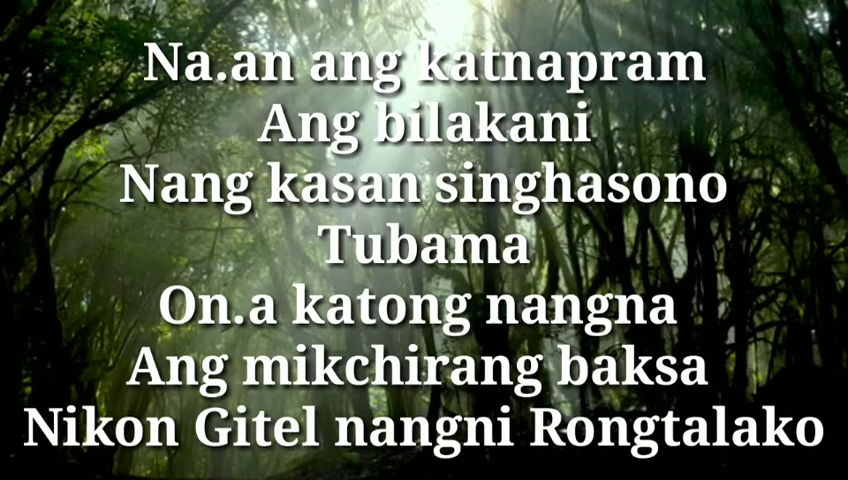 Na.an ang katnapram
Ang bilakani
Nang kasan singhasono
Tubama
On.a katong nangna
Ang mikchirang baksa
Nikon Gitel nangni Rongtalako